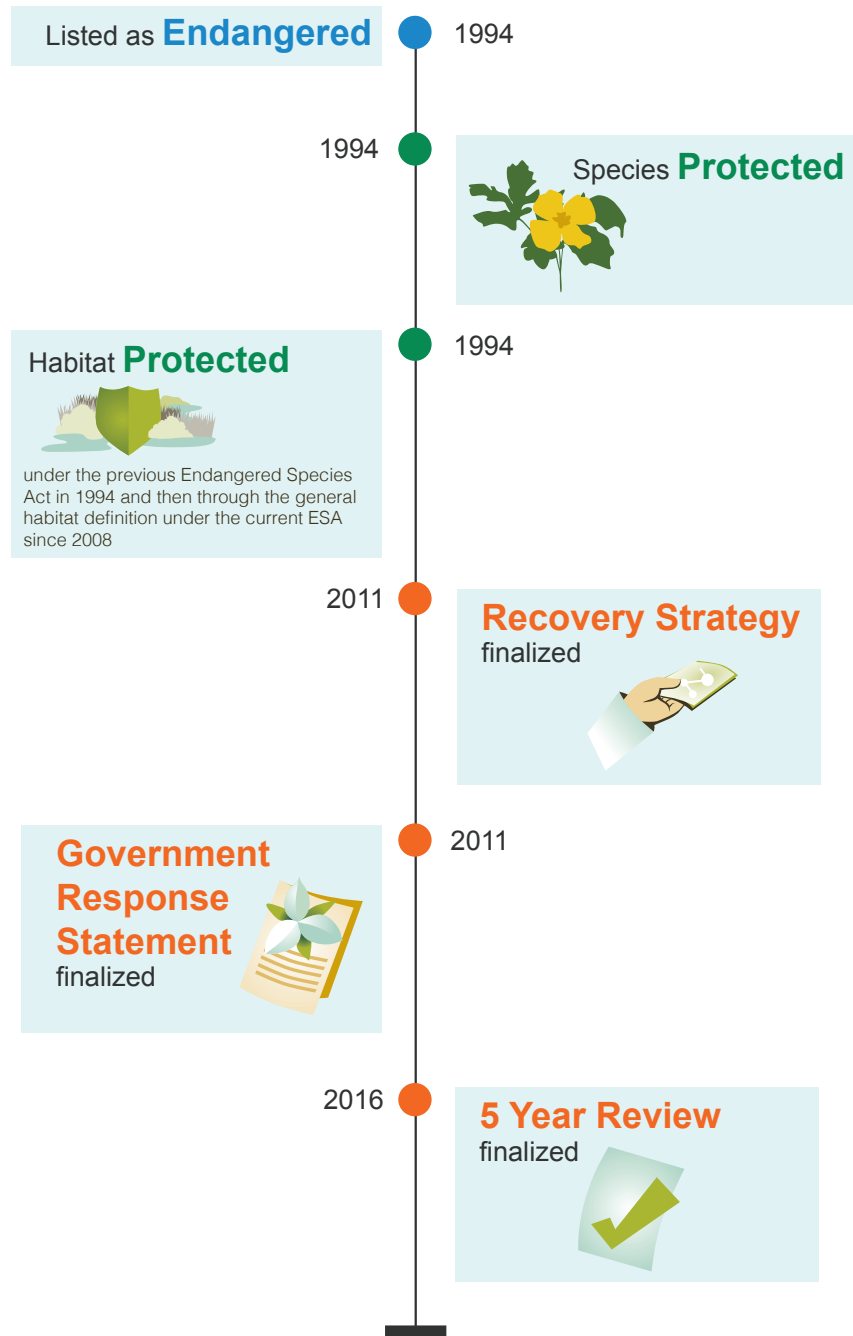 Listed as Endangered
1994
1994
Species Protected
Habitat Protected
1994
under the previous Endangered Species
Act in 1994 and then through the general
habitat definition under the current ESA
since 2008
2011
Recovery Strategy
finalized
Government
Response
Statement
finalized
2011
2016
5 Year Review
finalized